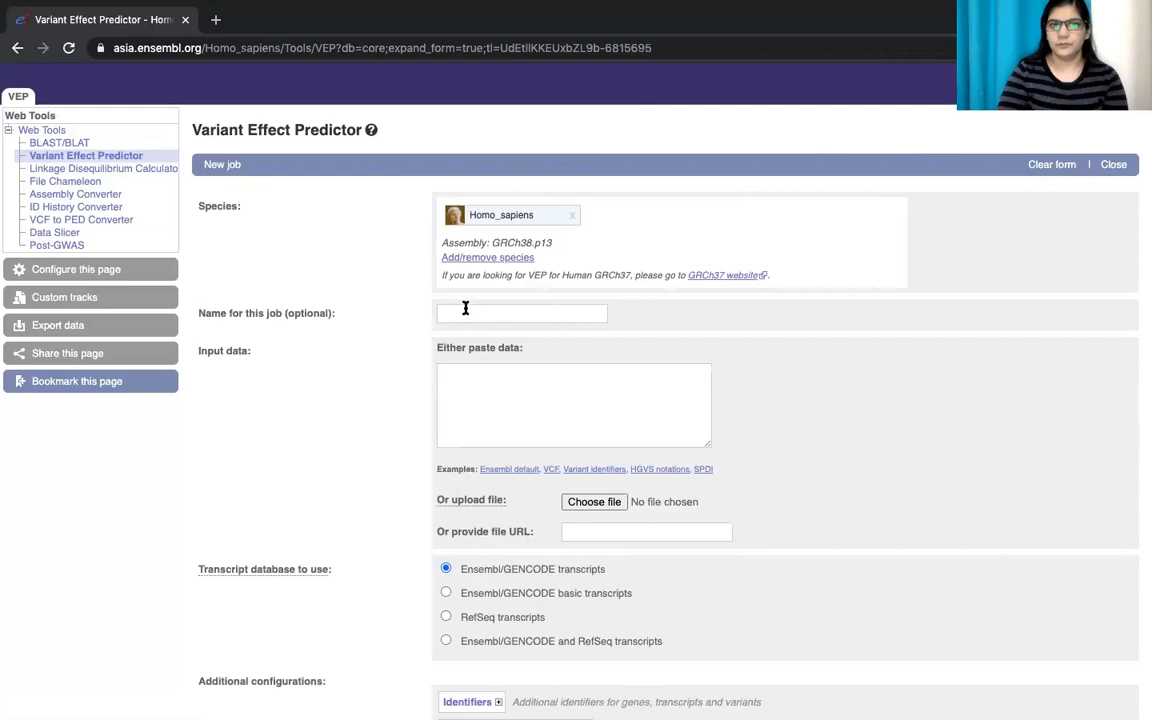 Variant Effect Predictor - Homo
asia.ensembl.org/Homo_sapiens/Tools/VEP?db=core;expand_form=true;tl=UdEtIlKKEUxbZL9b-6815695
VEP
Web Tools
Web Tools
BLAST/BLAT
Variant Effect Predictor
Linkage Disequilibrium Calculato
File Chameleon
Assembly Converter
ID History Converter
VCF to PED Converter
Data Slicer
Post-GWAS
Configure this page
Custom tracks
Export data
Share this page
Bookmark this page
Variant Effect Predictor ?
New job
Clear form | Close
Species:
Homo_sapiens x
Assembly: GRCh38.p13
Add/remove species
If you are looking for VEP for Human GRCh37, please go to GRCh37 website.
Name for this job (optional):
Input data:
Either paste data:
Examples: Ensembl default, VCF, Variant identifiers, HGVS notations, SPDI
Or upload file: Choose file No file chosen
Or provide file URL:
Transcript database to use:
Ensembl/GENCODE transcripts
Ensembl/GENCODE basic transcripts
RefSeq transcripts
Ensembl/GENCODE and RefSeq transcripts
Additional configurations:
Identifiers + Additional identifiers for genes, transcripts and variants